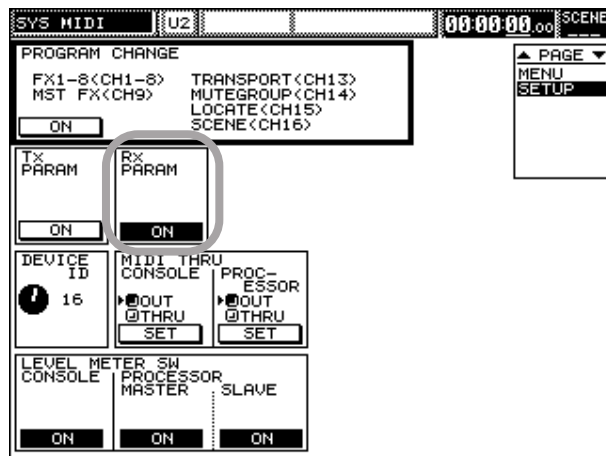 SYS MIDI U2 00:00:00.00 SCENE
---
PROGRAM CHANGE
FX1-8<CH1-8> TRANSPORT<CH13>
MST FX<CH9> MUTEGROUP<CH14>
LOCATE<CH15>
ON SCENE<CH16>
▲ PAGE ▼
MENU
SETUP
Tx PARAM
ON
Rx PARAM
ON
DEVICE ID
16
MIDI THRU
CONSOLE
OUT
THRU
SET
PROC-
ESSOR
OUT
THRU
SET
LEVEL METER SW
CONSOLE
ON
PROCESSOR
MASTER SLAVE
ON ON